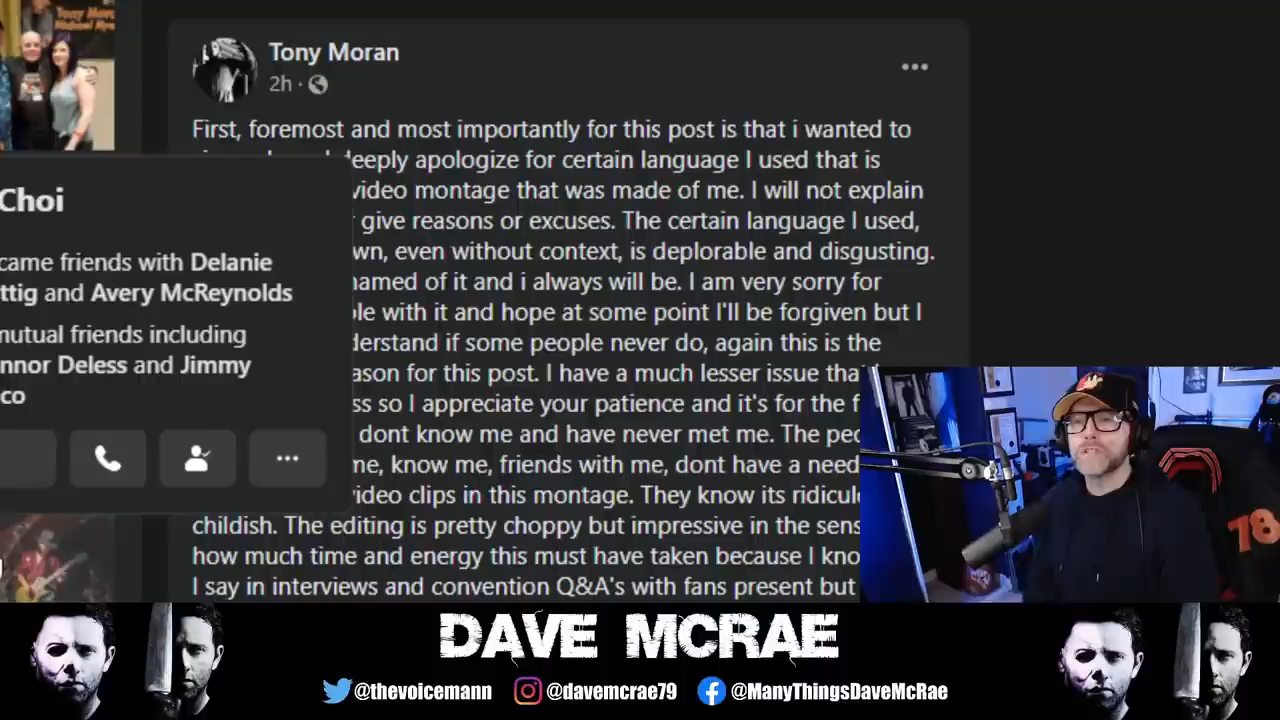 Tony Moran
2h
First, foremost and most importantly for this post is that i wanted to
deeply apologize for certain language I used that is
video montage that was made of me. I will not explain
give reasons or excuses. The certain language I used,
wn, even without context, is deplorable and disgusting.
hamed of it and i always will be. I am very sorry for
ple with it and hope at some point I'll be forgiven but I
derstand if some people never do, again this is the
ason for this post. I have a much lesser issue tha
ss so I appreciate your patience and it's for the f
dont know me and have never met me. The peo
me, know me, friends with me, dont have a need
video clips in this montage. They know its ridicul
childish. The editing is pretty choppy but impressive in the sens
how much time and energy this must have taken because I kno
I say in interviews and convention Q&A's with fans present but
Choi
came friends with Delanie
ttig and Avery McReynolds
mutual friends including
nnor Deless and Jimmy
co
78
DAVE MCRAE
@thevoicemann @davemcrae79 @ManyThingsDaveMcRae